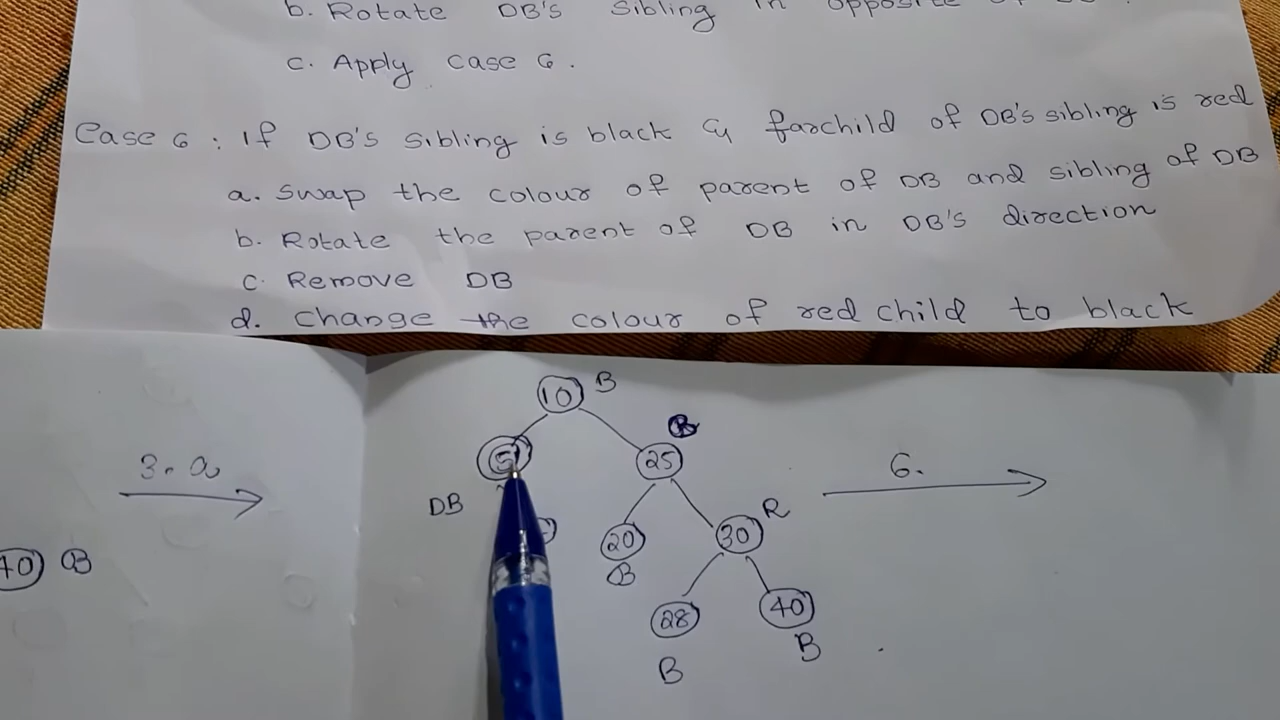 b. Rotate DB's sibling in opposite of
c. Apply case 6.
Case 6 : If DB's sibling is black & farchild of DB's sibling is red
a. Swap the colour of parent of DB and sibling of DB
b. Rotate the parent of DB in DB's direction
c. Remove DB
d. Change the colour of red child to black
10 B
3. a
5 25 B
6.
DB
30 R
20
40 B
B
28 40
B B